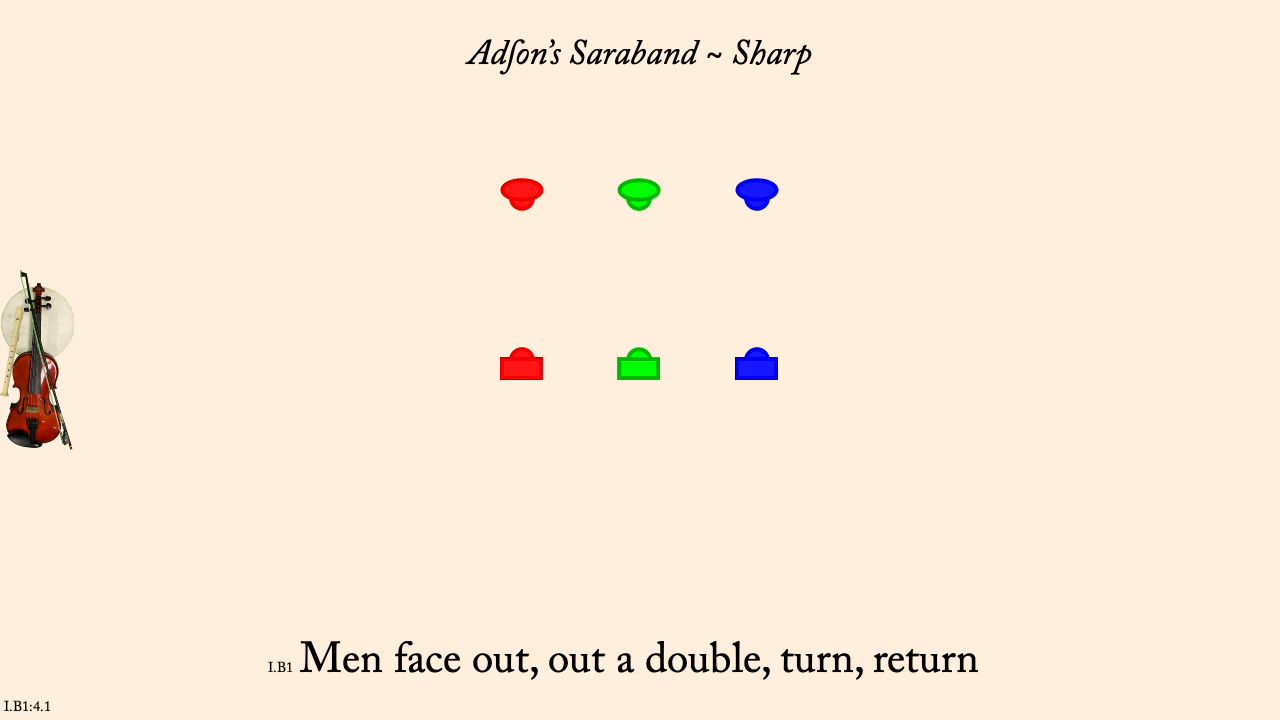 Adſon's Saraband ~ Sharp
I.B1 Men face out, out a double, turn, return
I.B1:4.1